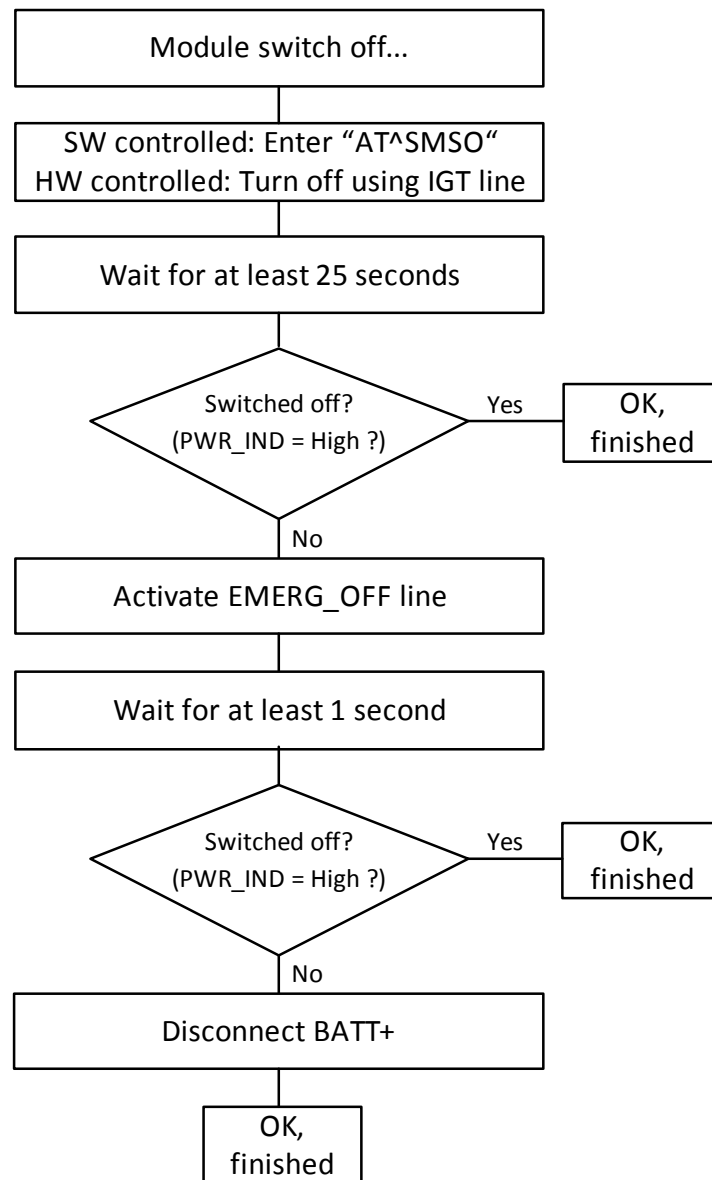 Module switch off...
SW controlled: Enter “AT^SMSO“
HW controlled: Turn off using IGT line
Wait for at least 25 seconds
Switched off?
(PWR_IND = High ?)
Yes
OK,
finished
No
Activate EMERG_OFF line
Wait for at least 1 second
Switched off?
(PWR_IND = High ?)
Yes
OK,
finished
No
Disconnect BATT+
OK,
finished